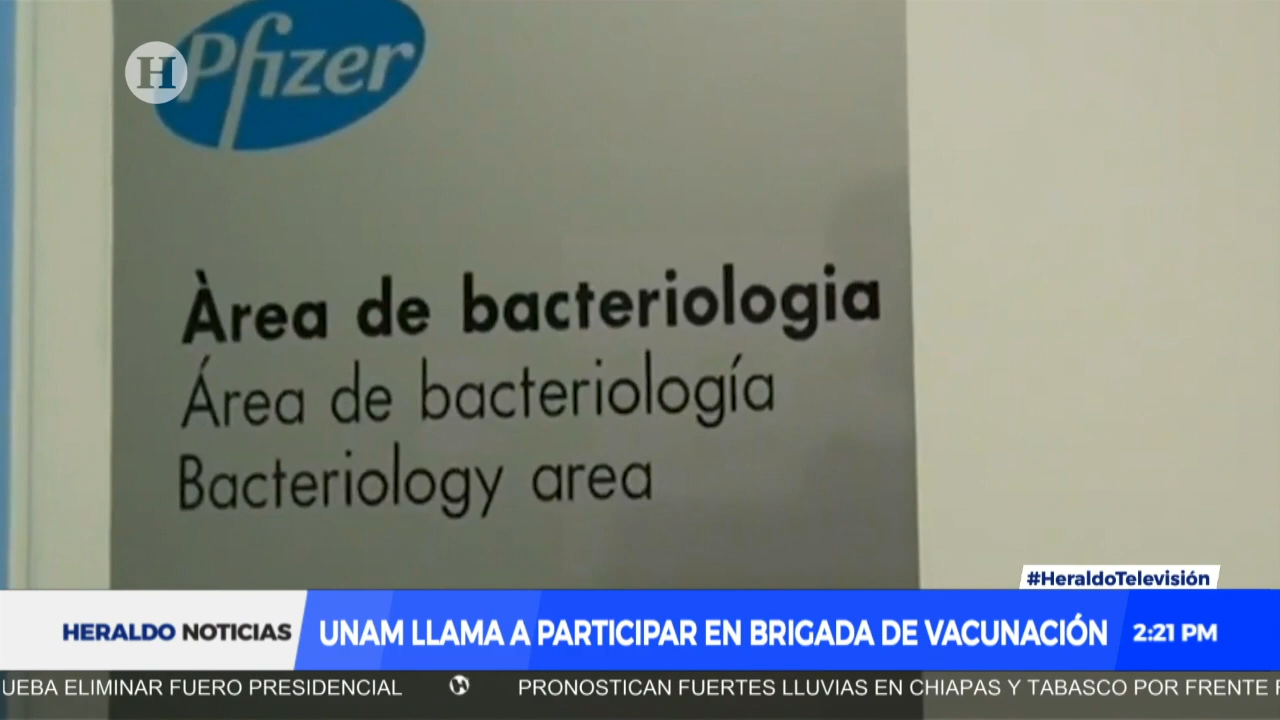 H
Pfizer
Àrea de bacteriologia
Área de bacteriología
Bacteriology area
#HeraldoTelevisión
HERALDO NOTICIAS
UNAM LLAMA A PARTICIPAR EN BRIGADA DE VACUNACIÓN
2:21 PM
UEBA ELIMINAR FUERO PRESIDENCIAL
PRONOSTICAN FUERTES LLUVIAS EN CHIAPAS Y TABASCO POR FRENTE F